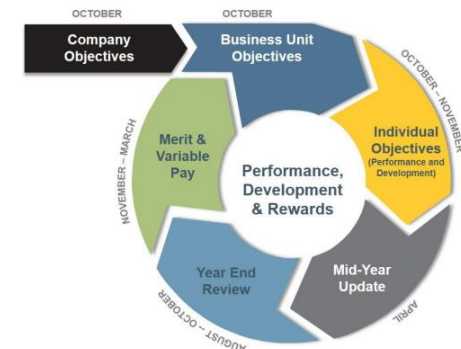 OCTOBER
OCTOBER
Company
Objectives
Business Unit
Objectives
OCTOBER – NOVEMBER
Individual
Objectives
(Performance and
Development)
Mid-Year
Update
APRIL
Year End
Review
AUGUST – OCTOBER
Merit &
Variable
Pay
NOVEMBER – MARCH
Performance,
Development
& Rewards